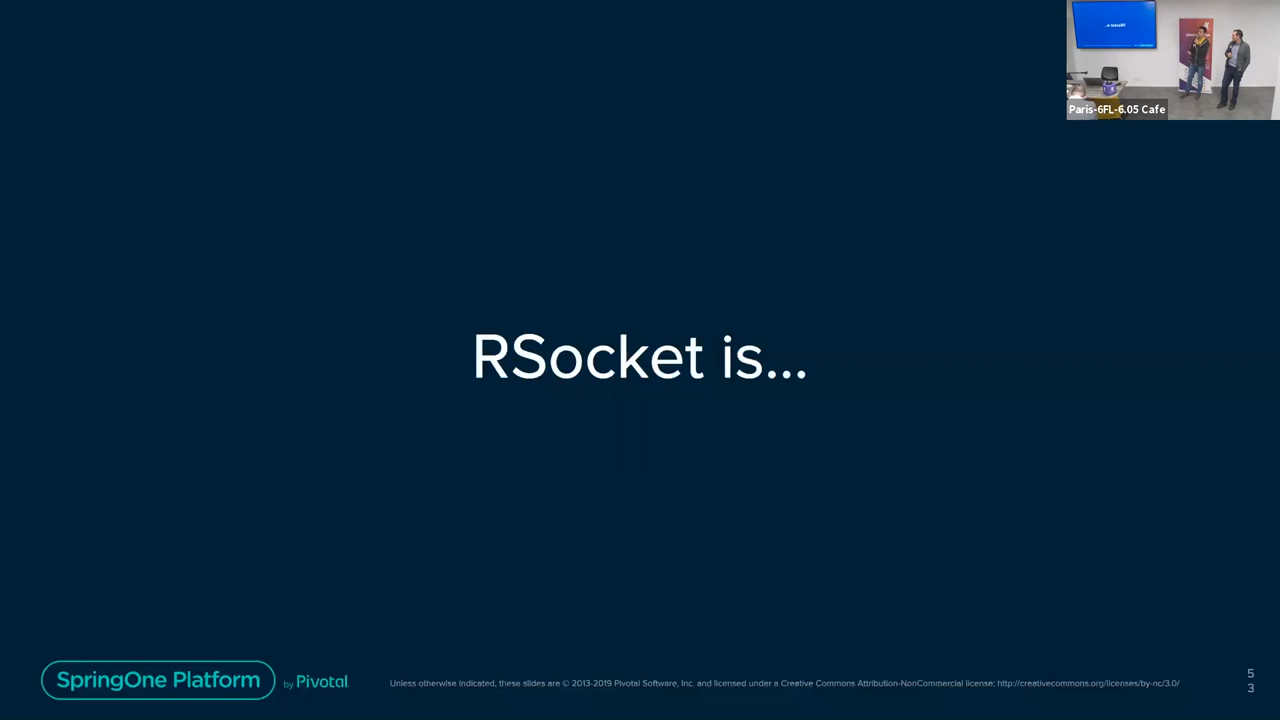 Paris-6FL-6.05 Cafe
RSocket is...
SpringOne Platform
by Pivotal
Unless otherwise indicated, these slides are © 2013-2019 Pivotal Software, Inc. and licensed under a Creative Commons Attribution-NonCommercial license: http://creativecommons.org/licenses/by-nc/3.0/
5
3